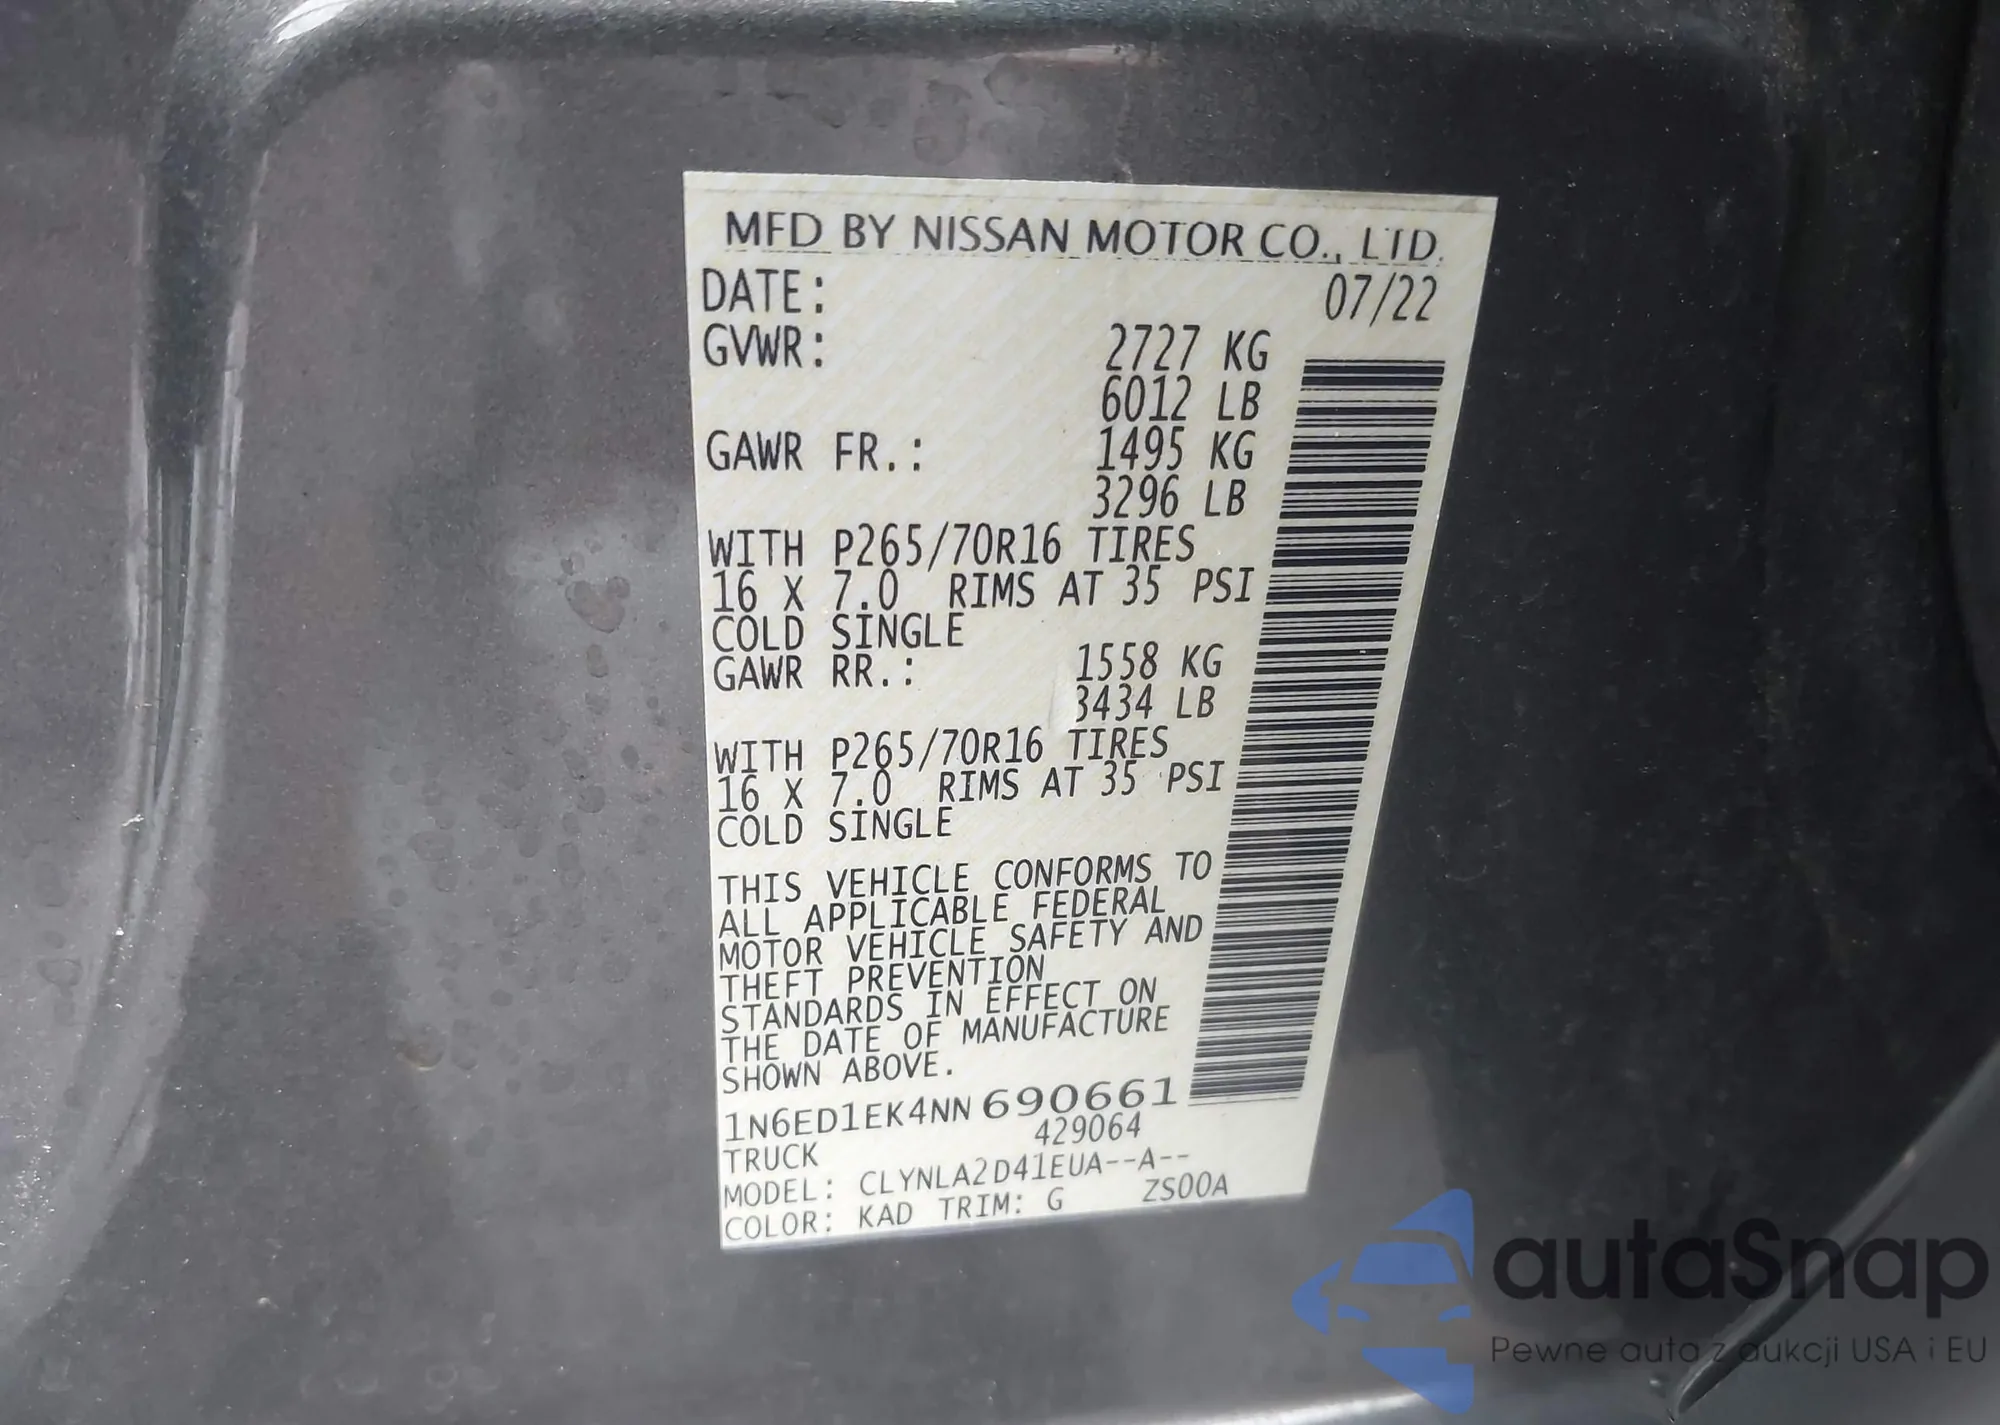 MFD BY NISSAN MOTOR CO., LTD.
DATE: 07/22
GVWR: 2727 KG
6012 LB
GAWR FR.: 1495 KG
3296 LB
WITH P265/70R16 TIRES
16 X 7.0 RIMS AT 35 PSI
COLD SINGLE
GAWR RR.: 1558 KG
3434 LB
WITH P265/70R16 TIRES
16 X 7.0 RIMS AT 35 PSI
COLD SINGLE
THIS VEHICLE CONFORMS TO
ALL APPLICABLE FEDERAL
MOTOR VEHICLE SAFETY AND
THEFT PREVENTION
STANDARDS IN EFFECT ON
THE DATE OF MANUFACTURE
SHOWN ABOVE.
1N6ED1EK4NN690661
429064
TRUCK
MODEL: CLYNLA2D41EUA--A--
COLOR: KAD TRIM: G ZS00A
autaSnap
Pewne auta z aukcji USA i EU